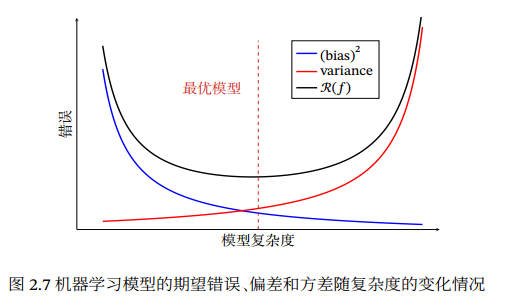 (bias)²
variance
ℛ(f)
最优模型
错误
模型复杂度
图 2.7 机器学习模型的期望错误、偏差和方差随复杂度的变化情况